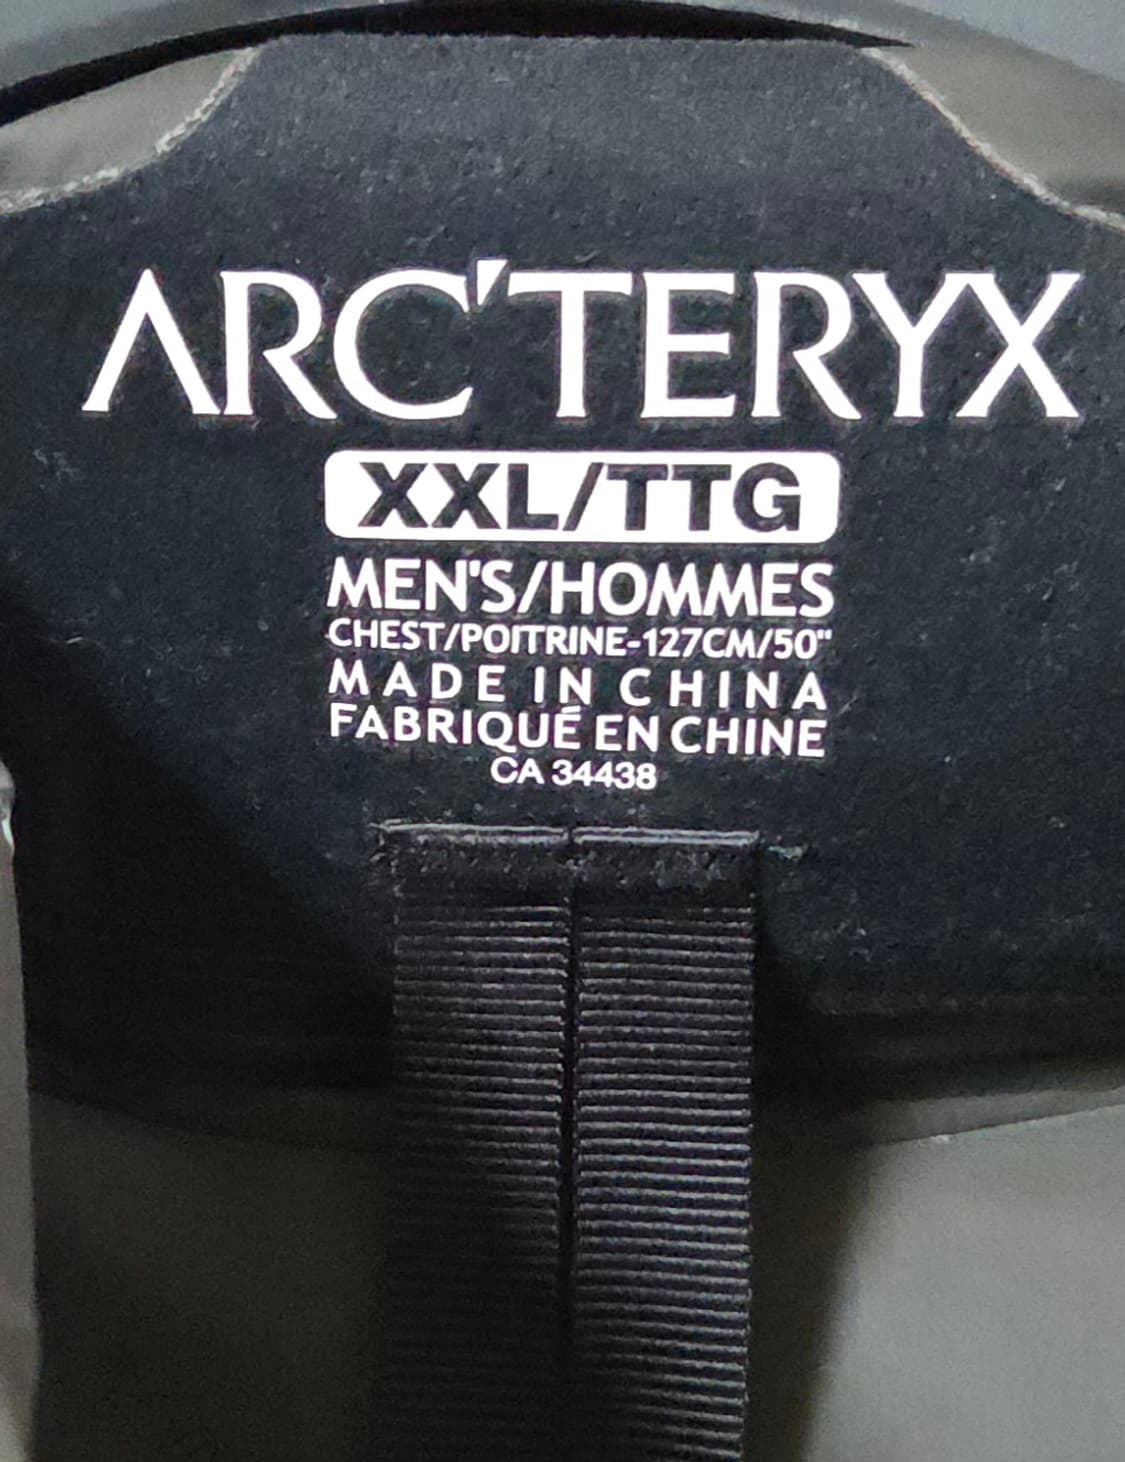 ARC'TERYX
XXL/TTG
MEN'S/HOMMES
CHEST/POITRINE-127CM/50"
MADE IN CHINA
FABRIQUÉ EN CHINE
CA 34438